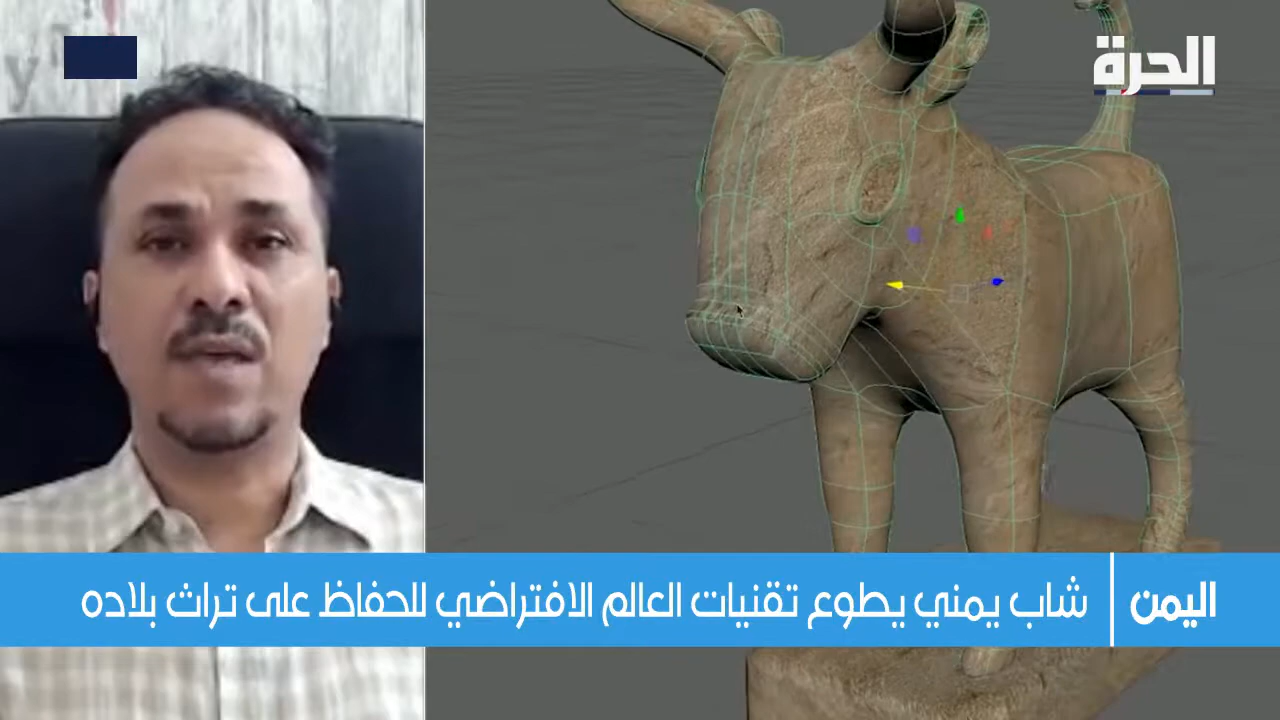 الحرة
اليمن
شاب يمني يطوع تقنيات العالم الافتراضي للحفاظ على تراث بلاده